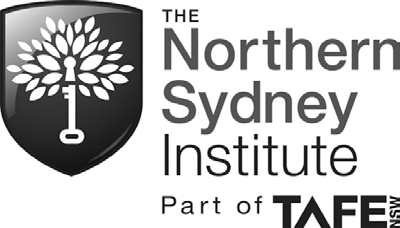 THE
Northern
Sydney
Institute
Part of TAFE NSW